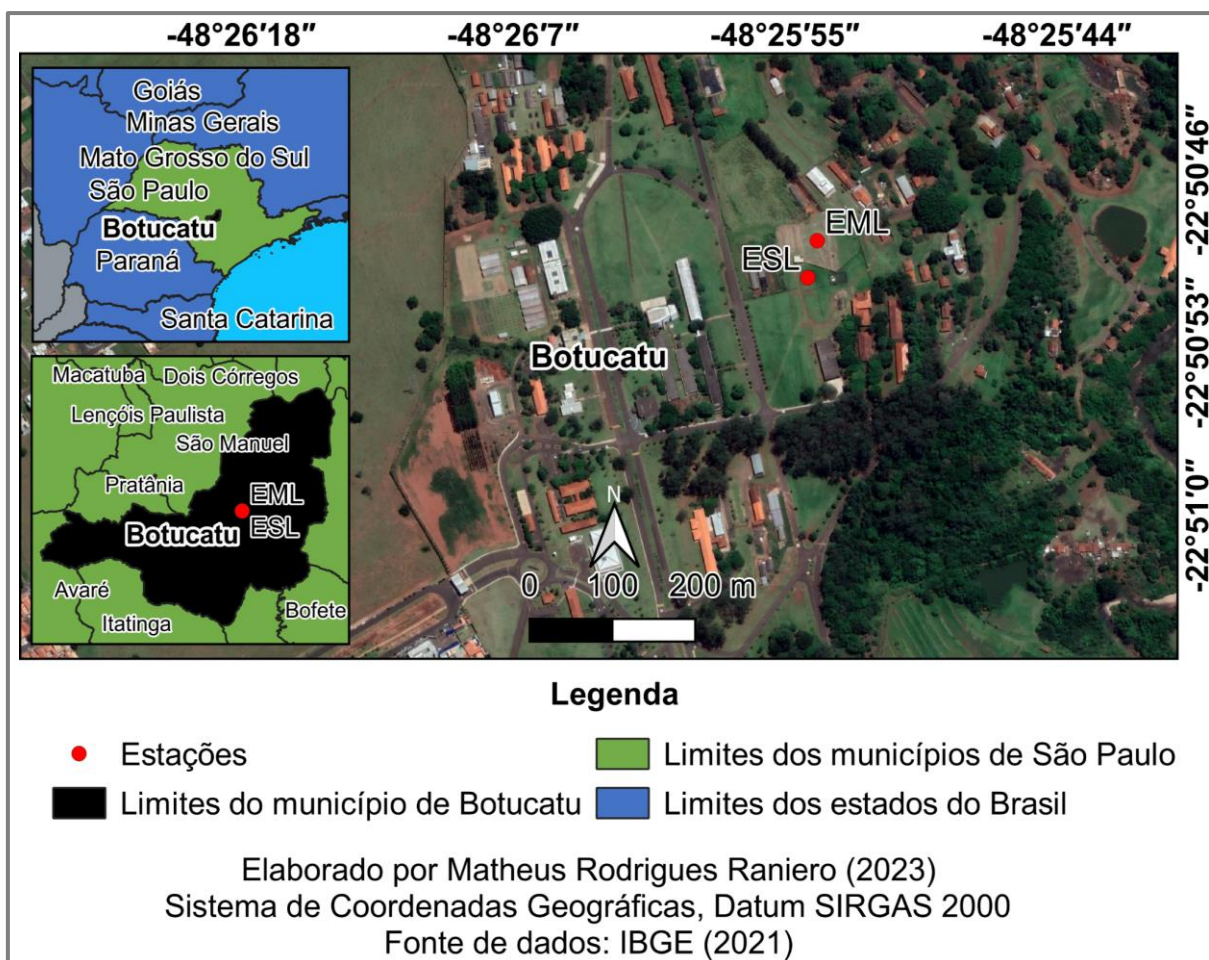 -48°26′18″ -48°26′7″ -48°25′55″ -48°25′44″
-22°50′46″
-22°50′53″
-22°51′0″
Goiás
Minas Gerais
Mato Grosso do Sul
São Paulo
Botucatu
Paraná
Santa Catarina
Macatuba Dois Córregos
Lençóis Paulista
São Manuel
Pratânia
EML
Botucatu ESL
Avaré
Itatinga
Bofete
EML
ESL
Botucatu
N
0 100 200 m
Legenda
Estações
Limites dos municípios de São Paulo
Limites do município de Botucatu
Limites dos estados do Brasil
Elaborado por Matheus Rodrigues Raniero (2023)
Sistema de Coordenadas Geográficas, Datum SIRGAS 2000
Fonte de dados: IBGE (2021)